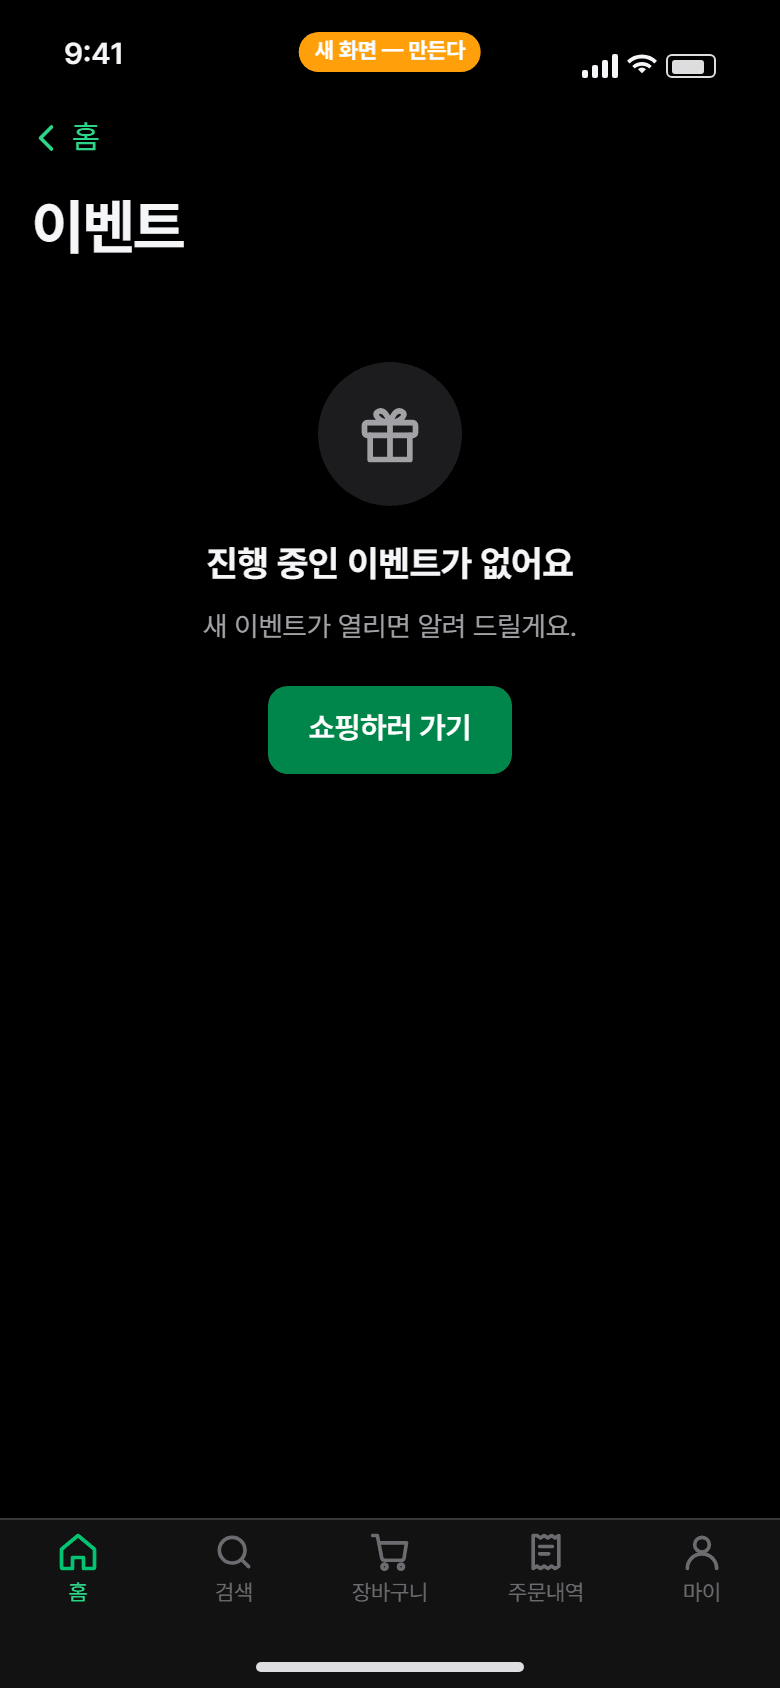 9:41
새 화면 — 만든다
홈
이벤트
진행 중인 이벤트가 없어요
새 이벤트가 열리면 알려 드릴게요.
쇼핑하러 가기
홈
검색
장바구니
주문내역
마이